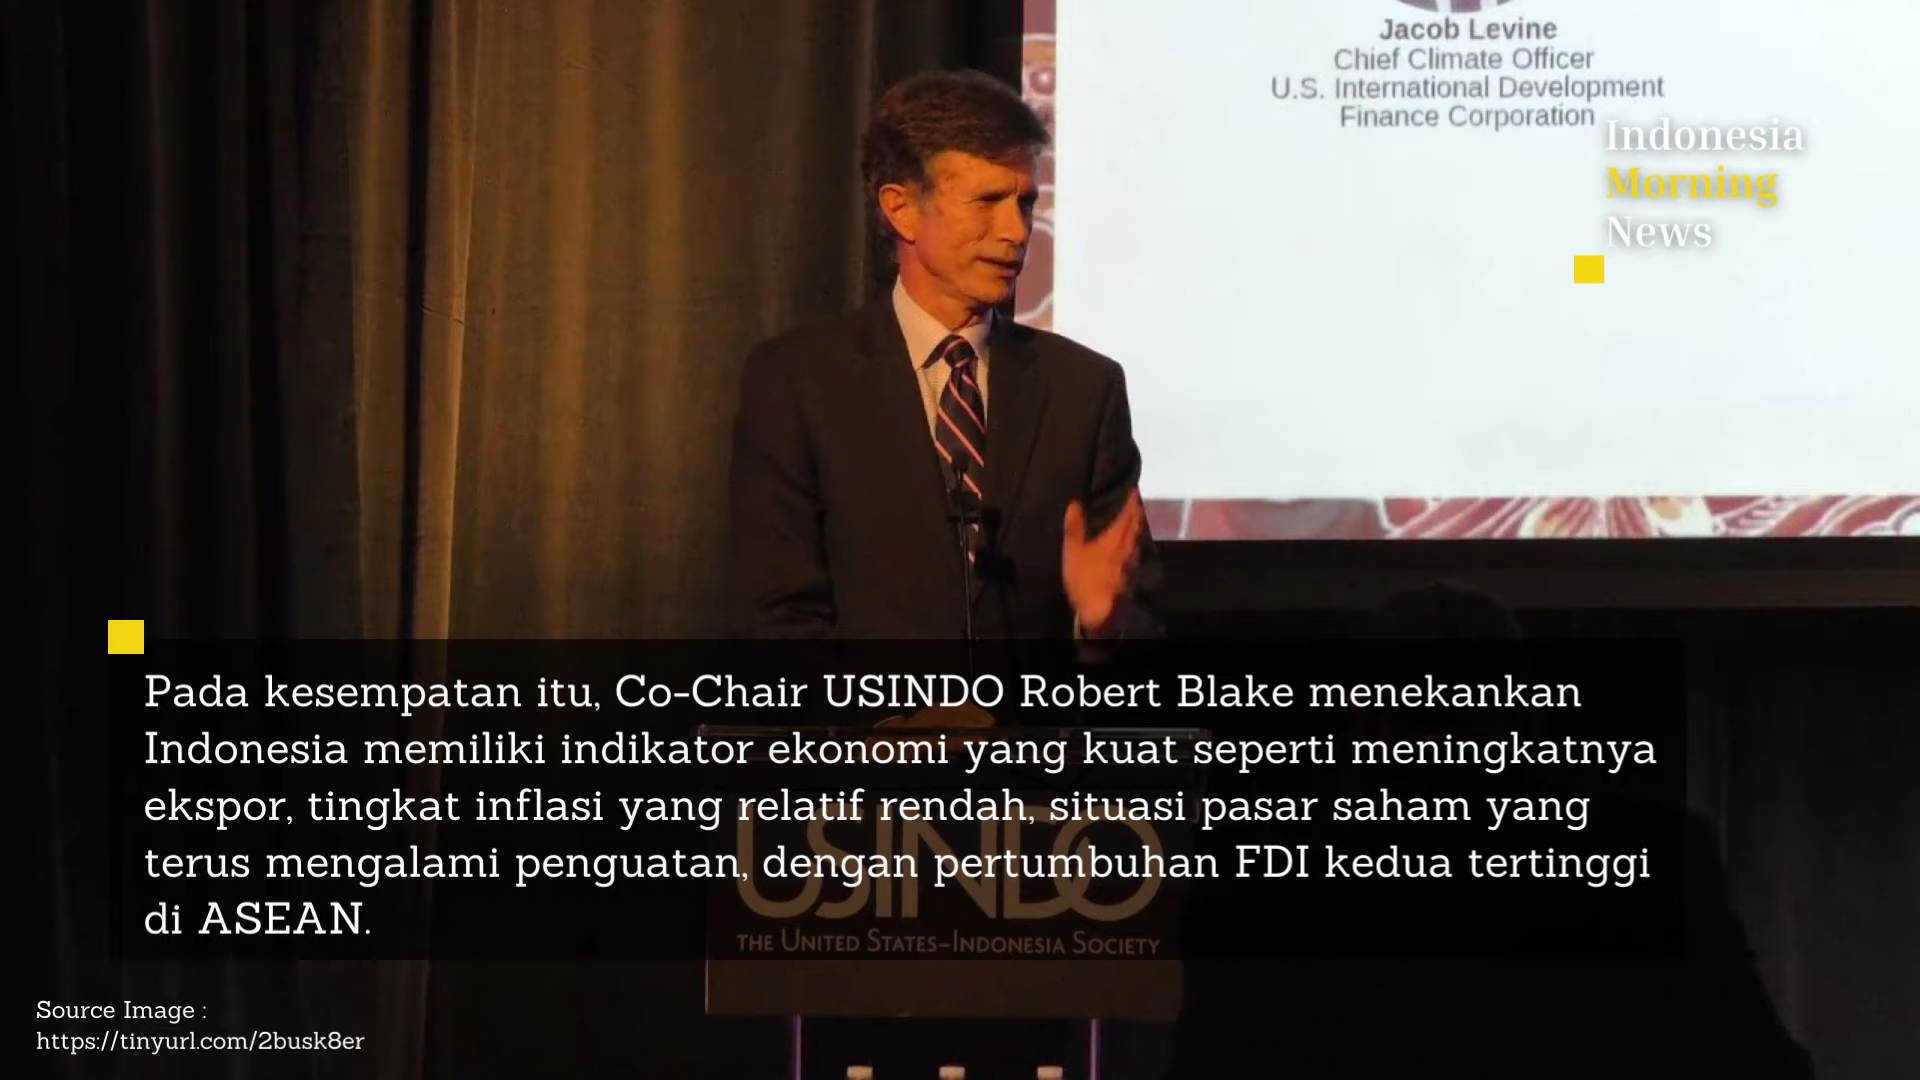 Jacob Levine
Chief Climate Officer
U.S. International Development
Finance Corporation
Indonesia
Morning
News
Pada kesempatan itu, Co-Chair USINDO Robert Blake menekankan
Indonesia memiliki indikator ekonomi yang kuat seperti meningkatnya
ekspor, tingkat inflasi yang relatif rendah, situasi pasar saham yang
terus mengalami penguatan, dengan pertumbuhan FDI kedua tertinggi
di ASEAN.
USINDO
THE UNITED STATES-INDONESIA SOCIETY
Source Image :
https://tinyurl.com/2busk8er